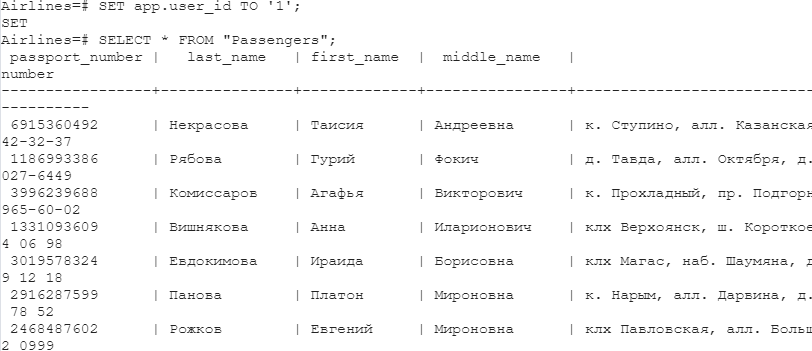 Airlines=# SET app.user_id TO '1';
SET
Airlines=# SELECT * FROM "Passengers";
 passport_number |   last_name   | first_name  |  middle_name   |
number
-----------------+---------------+-------------+----------------+-------------------------
----------
 6915360492      | Некрасова     | Таисия      | Андреевна      | к. Ступино, алл. Казанская
42-32-37
 1186993386      | Рябова        | Гурий       | Фокич          | д. Тавда, алл. Октября, д.
027-6449
 3996239688      | Комиссаров    | Агафья      | Викторович     | к. Прохладный, пр. Подгорн
965-60-02
 1331093609      | Вишнякова     | Анна        | Иларионович    | клх Верхоянск, ш. Короткое
4 06 98
 3019578324      | Евдокимова    | Ираида      | Борисовна      | клх Магас, наб. Шаумяна, д
9 12 18
 2916287599      | Панова        | Платон      | Мироновна      | к. Нарым, алл. Дарвина, д.
 78 52
 2468487602      | Рожков        | Евгений     | Мироновна      | клх Павловская, алл. Больш
2 0999